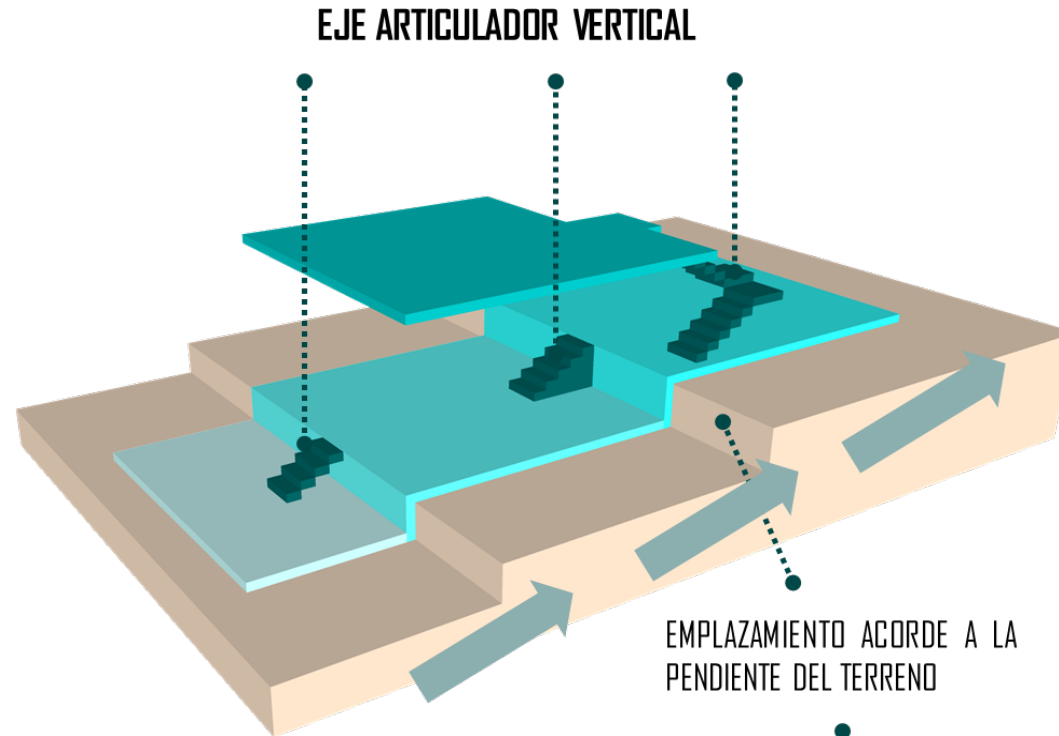 EJE ARTICULADOR VERTICAL
EMPLAZAMIENTO ACORDE A LA
PENDIENTE DEL TERRENO